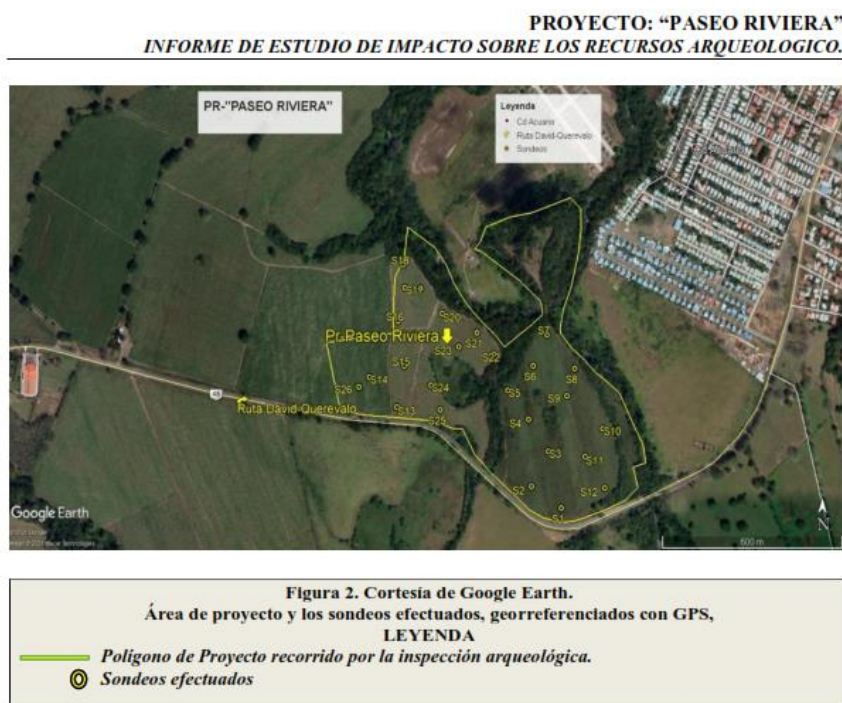 PROYECTO: “PASEO RIVIERA”
INFORME DE ESTUDIO DE IMPACTO SOBRE LOS RECURSOS ARQUEOLOGICO.
PR-"PASEO RIVIERA"
Leyenda
Cd Acuario
Ruta David-Querevalo
Sondeos
S18
S19
S16
S20
S7
Pr-Paseo Riviera
S23
S21
S22
S15
S6
S8
S14
S26
S24
S5
S9
48
Ruta David-Querevalo
S13
S25
S4
S10
S3
S11
S2
S12
S1
Google Earth
N
600 m
Figura 2. Cortesía de Google Earth.
Área de proyecto y los sondeos efectuados, georreferenciados con GPS,
LEYENDA
Polígono de Proyecto recorrido por la inspección arqueológica.
Sondeos efectuados